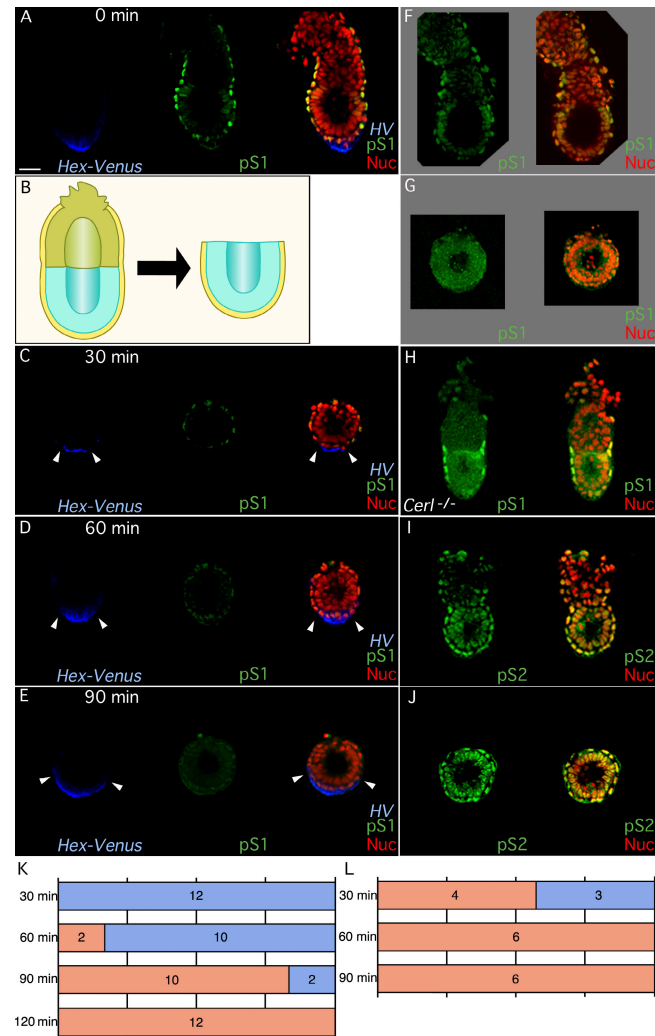 A 0 min
Hex-Venus pS1 HV
pS1
Nuc
B
C 30 min
Hex-Venus pS1 HV
pS1
Nuc
D 60 min
Hex-Venus pS1 HV
pS1
Nuc
E 90 min
Hex-Venus pS1 HV
pS1
Nuc
F
pS1 pS1
Nuc
G
pS1 pS1
Nuc
H
Cerl -/- pS1 pS1
Nuc
I
pS2 pS2
Nuc
J
pS2 pS2
Nuc
K
30 min 12
60 min 2 10
90 min 10 2
120 min 12
L
30 min 4 3
60 min 6
90 min 6